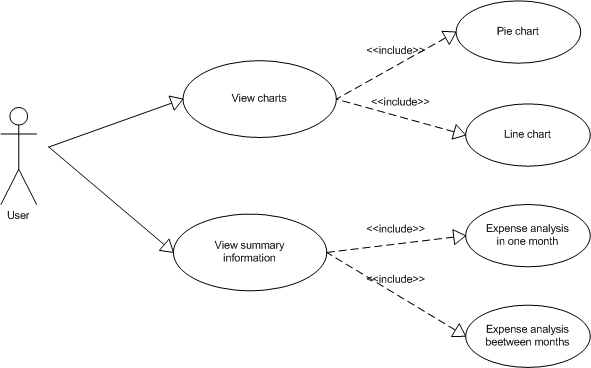 Pie chart
<<include>>
View charts
<<include>>
Line chart
User
<<include>>
Expense analysis
in one month
View summary
information
<<include>>
Expense analysis
beetween months